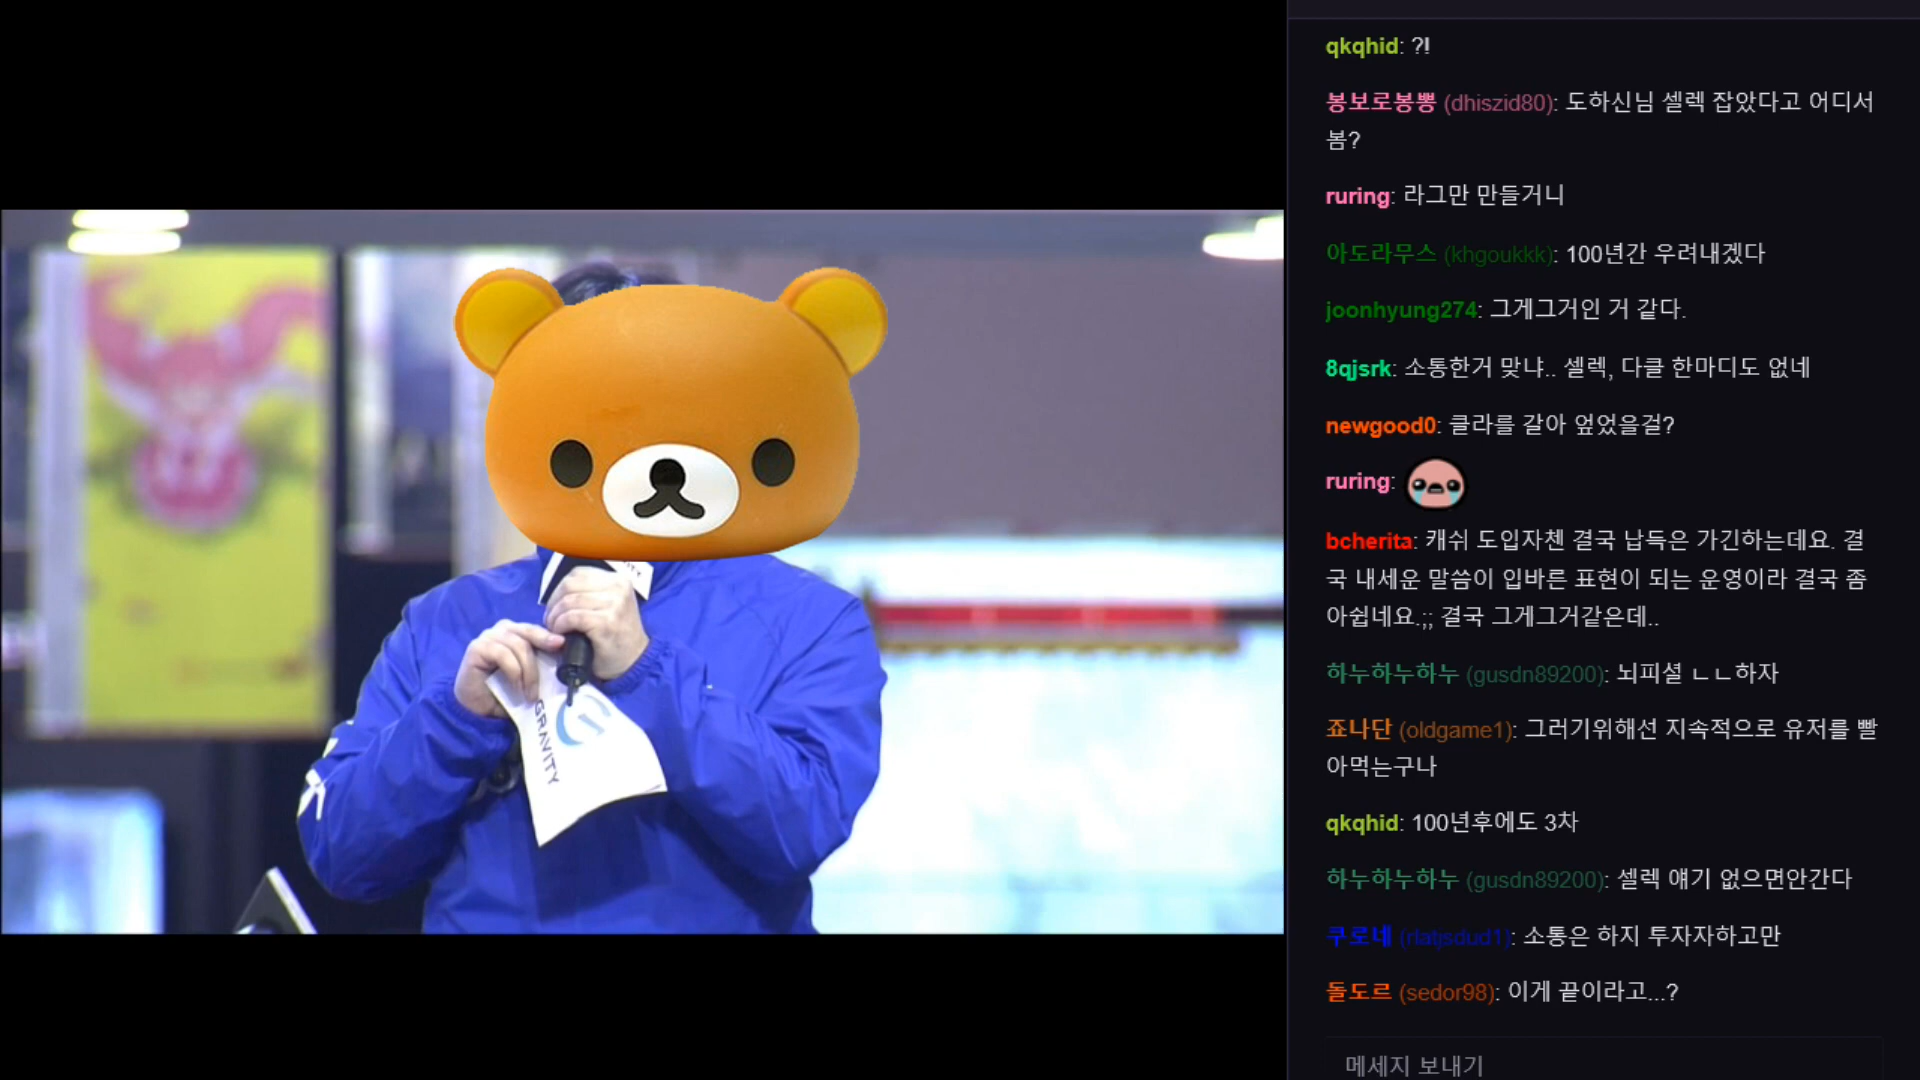 GRAVITY
qkqhid: ?!
봉보로봉뽕 (dhiszid80): 도하신님 셀렉 잡았다고 어디서
봄?
ruring: 라그만 만들거니
아도라무스 (khgoukkk): 100년간 우려내겠다
joonhyung274: 그게그거인 거 같다.
8qjsrk: 소통한거 맞냐.. 셀렉, 다클 한마디도 없네
newgood0: 클라를 갈아 엎었을걸?
ruring:
bcherita: 캐쉬 도입자첸 결국 납득은 가긴하는데요. 결
국 내세운 말씀이 입바른 표현이 되는 운영이라 결국 좀
아쉽네요.;; 결국 그게그거같은데..
하누하누하누 (gusdn89200): 뇌피셜 ㄴㄴ하자
죠나단 (oldgame1): 그러기위해선 지속적으로 유저를 빨
아먹는구나
qkqhid: 100년후에도 3차
하누하누하누 (gusdn89200): 셀렉 얘기 없으면안간다
쿠로네 (rlatjsdud1): 소통은 하지 투자자하고만
돌도르 (sedor98): 이게 끝이라고...?
메세지 보내기